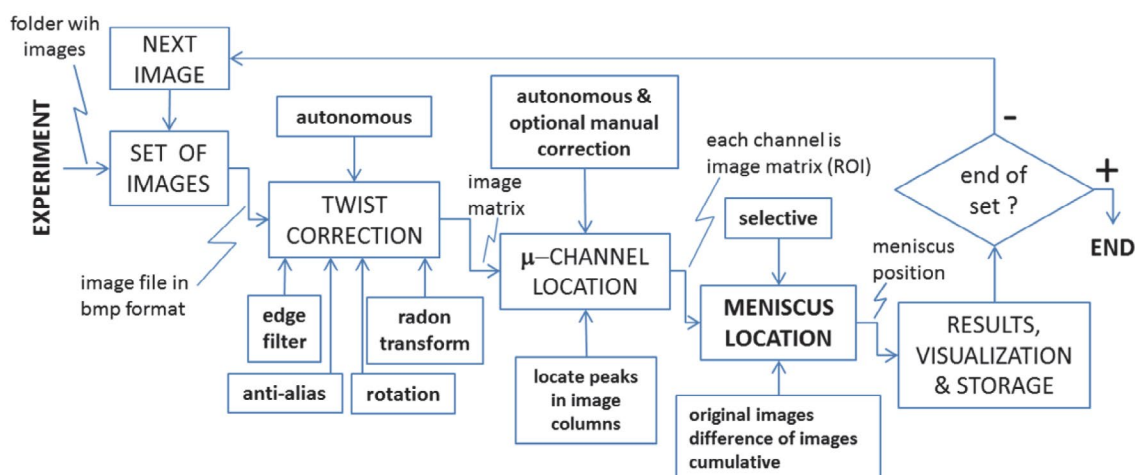 folder wih
images
NEXT
IMAGE
EXPERIMENT
SET OF
IMAGES
image file in
bmp format
autonomous
TWIST
CORRECTION
edge
filter
radon
transform
anti-alias
rotation
image
matrix
autonomous &
optional manual
correction
μ–CHANNEL
LOCATION
locate peaks
in image
columns
each channel is
image matrix (ROI)
selective
MENISCUS
LOCATION
original images
difference of images
cumulative
meniscus
position
RESULTS,
VISUALIZATION
& STORAGE
end of
set ?
-
+
END